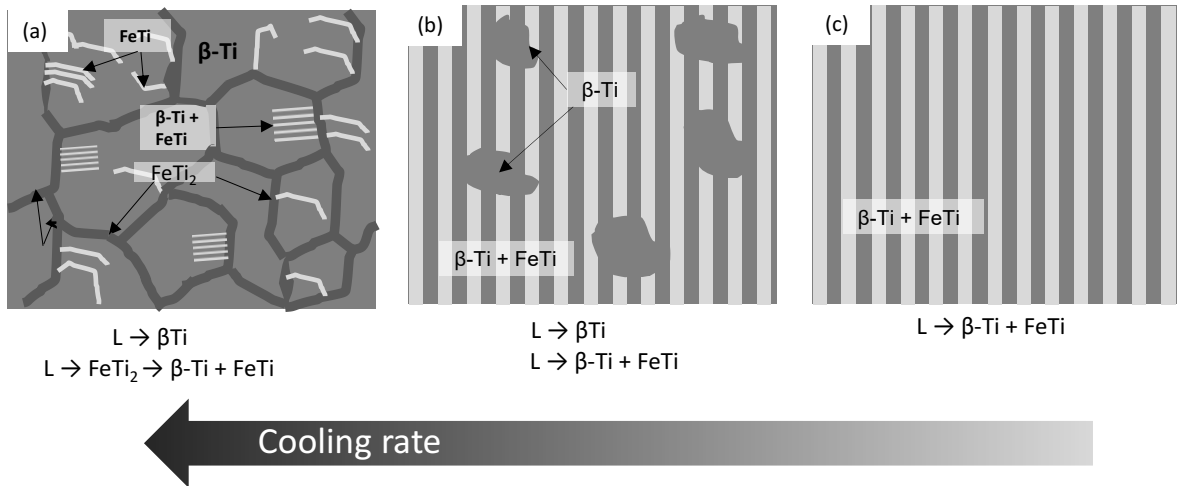 (a)
FeTi
β-Ti
β-Ti +
FeTi
FeTi₂
L → βTi
L → FeTi₂ → β-Ti + FeTi
(b)
β-Ti
β-Ti + FeTi
L → βTi
L → β-Ti + FeTi
(c)
β-Ti + FeTi
L → β-Ti + FeTi
Cooling rate